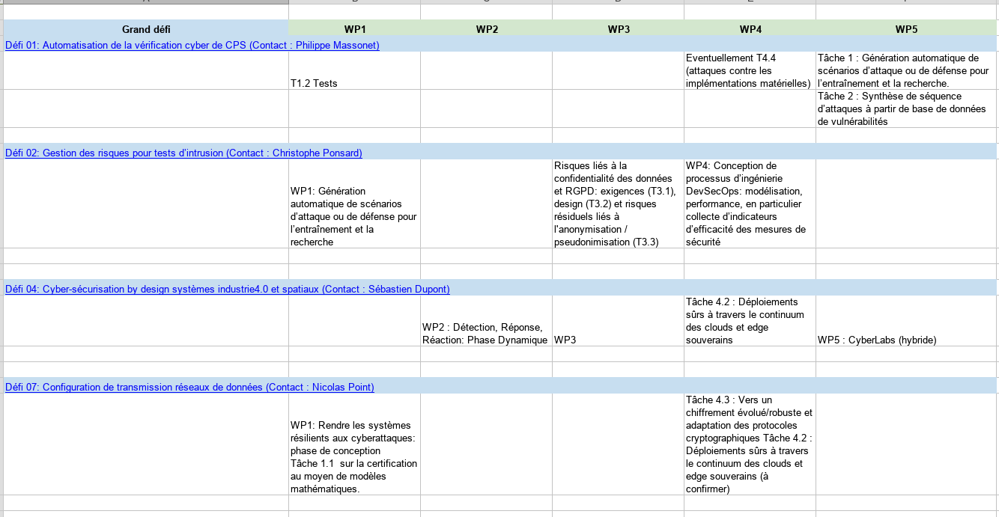 Grand défi WP1 WP2 WP3 WP4 WP5
Défi 01: Automatisation de la vérification cyber de CPS (Contact : Philippe Massonet)
T1.2 Tests
Eventuellement T4.4
(attaques contre les
implémentations matérielles)
Tâche 1 : Génération automatique de
scénarios d’attaque ou de défense pour
l’entraînement et la recherche.
Tâche 2 : Synthèse de séquence
d’attaques à partir de base de données
de vulnérabilités
Défi 02: Gestion des risques pour tests d’intrusion (Contact : Christophe Ponsard)
WP1: Génération
automatique de scénarios
d’attaque ou de défense pour
l’entraînement et la
recherche
Risques liés à la
confidentialité des données
et RGPD: exigences (T3.1),
design (T3.2) et risques
résiduels liés à
l'anonymisation /
pseudonimisation (T3.3)
WP4: Conception de
processus d’ingénierie
DevSecOps: modélisation,
performance, en particulier
collecte d’indicateurs
d’efficacité des mesures de
sécurité
Défi 04: Cyber-sécurisation by design systèmes industrie4.0 et spatiaux (Contact : Sébastien Dupont)
WP2 : Détection, Réponse,
Réaction: Phase Dynamique
WP3
Tâche 4.2 : Déploiements
sûrs à travers le continuum
des clouds et edge
souverains
WP5 : CyberLabs (hybride)
Défi 07: Configuration de transmission réseaux de données (Contact : Nicolas Point)
WP1: Rendre les systèmes
résilients aux cyberattaques:
phase de conception
Tâche 1.1  sur la certification
au moyen de modèles
mathématiques.
Tâche 4.3 : Vers un
chiffrement évolué/robuste et
adaptation des protocoles
cryptographiques Tâche 4.2 :
Déploiements sûrs à travers
le continuum des clouds et
edge souverains (à
confirmer)